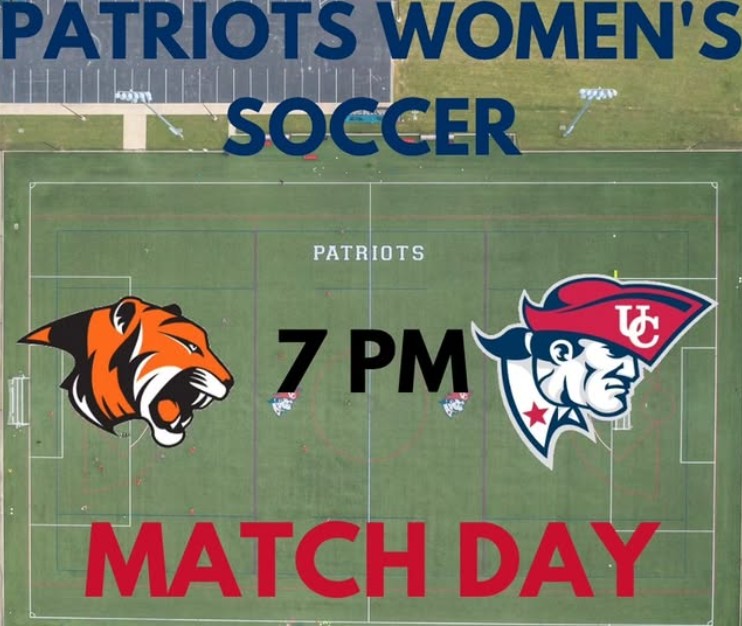 PATRIOTS WOMEN'S
SOCCER
PATRIOTS
7 PM
UC
MATCH DAY